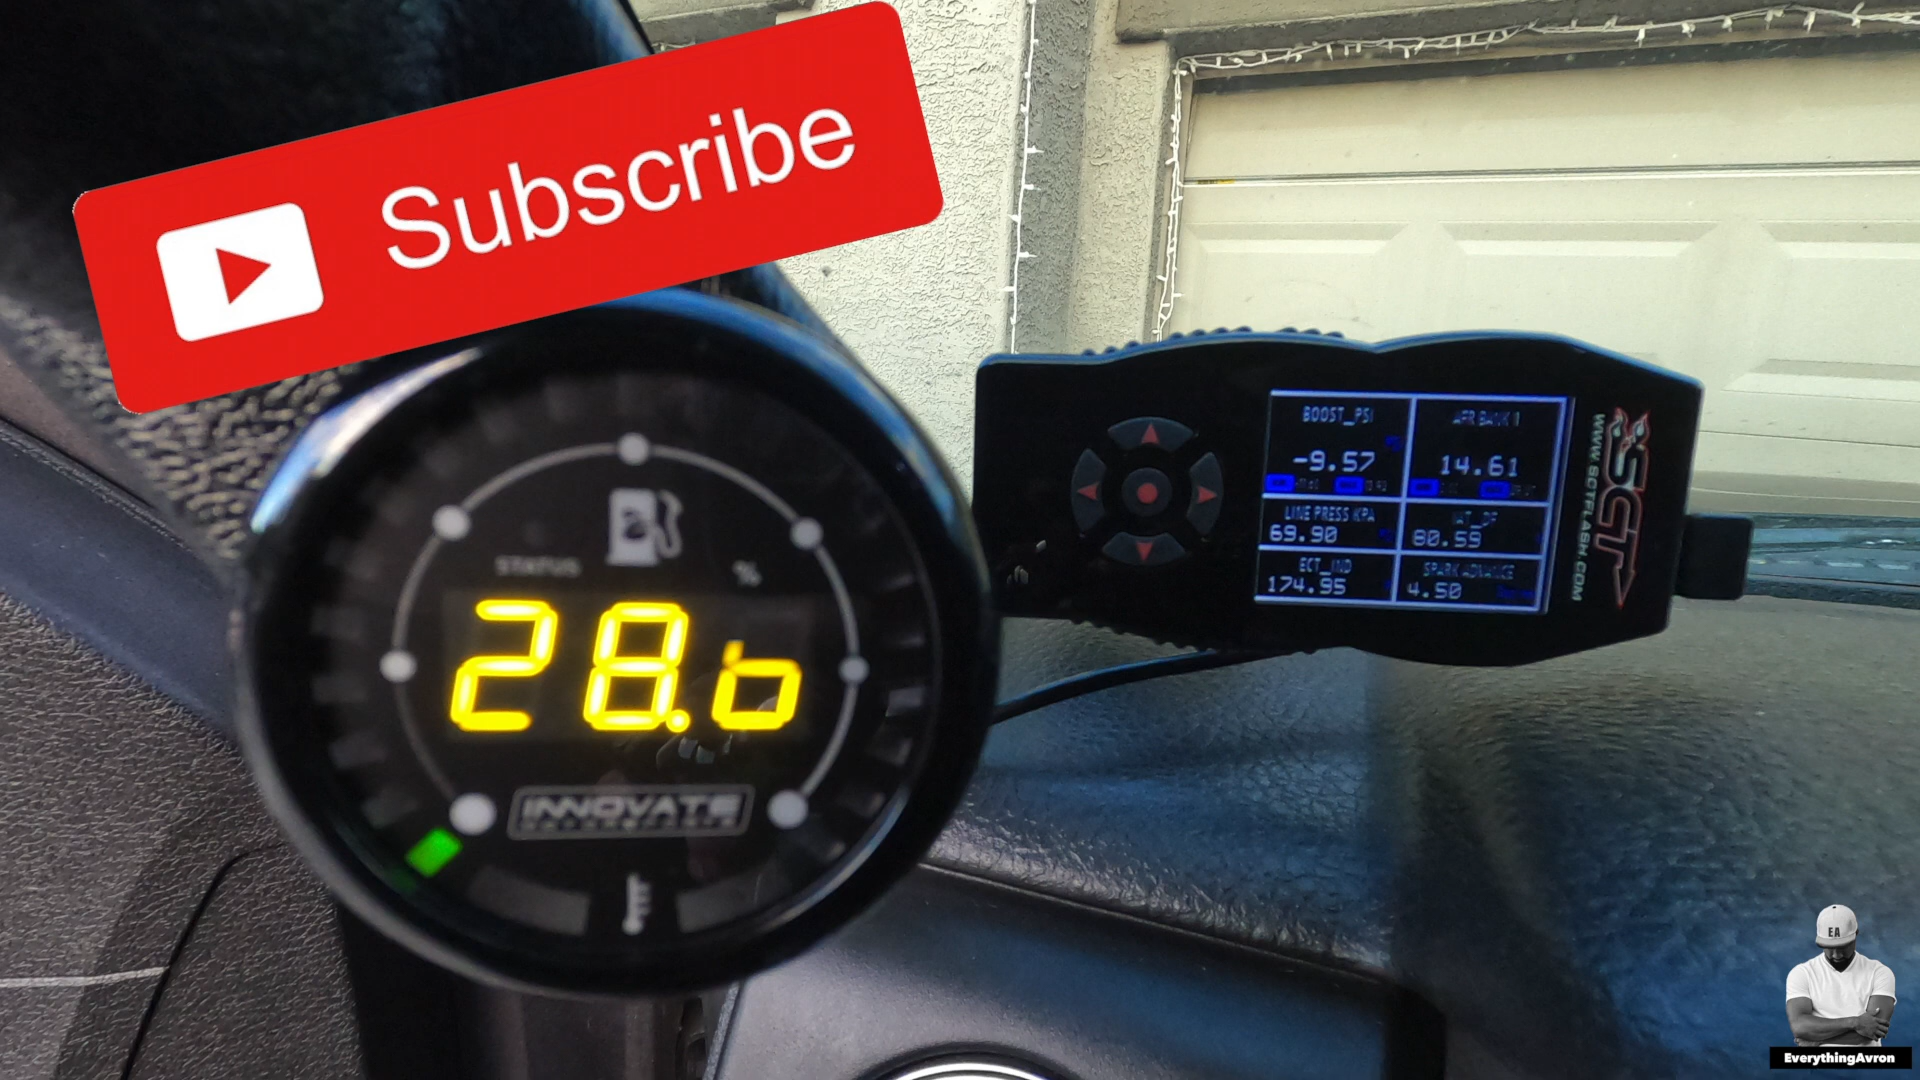 Subscribe
STATUS
%
28.6
INNOVATE
BOOST_PSI
-9.57
AFR BANK 1
14.61
LINE PRESS KPA
69.90
80.59
ECT_IND
174.95
SPARK ADVANCE
4.50
SCT
WWW.SCTFLASH.COM
EA
EverythingAvron